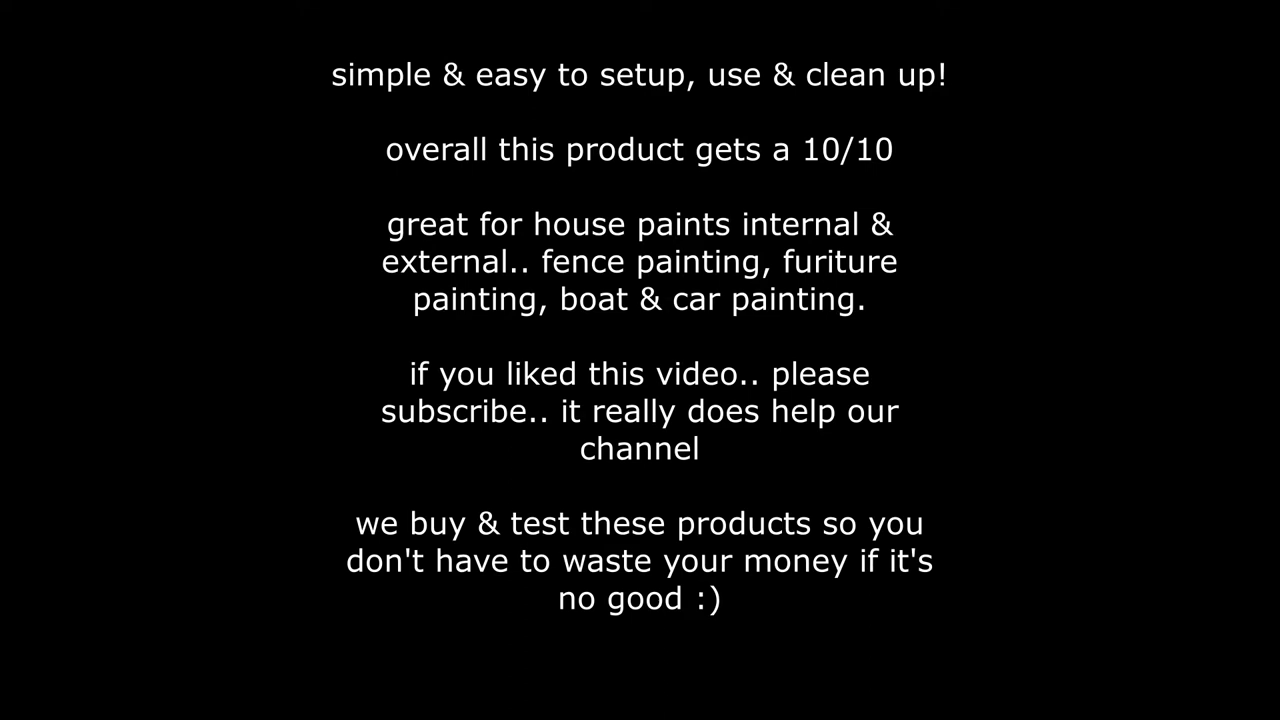 simple & easy to setup, use & clean up!
overall this product gets a 10/10
great for house paints internal &
external.. fence painting, furiture
painting, boat & car painting.
if you liked this video.. please
subscribe.. it really does help our
channel
we buy & test these products so you
don't have to waste your money if it's
no good :)